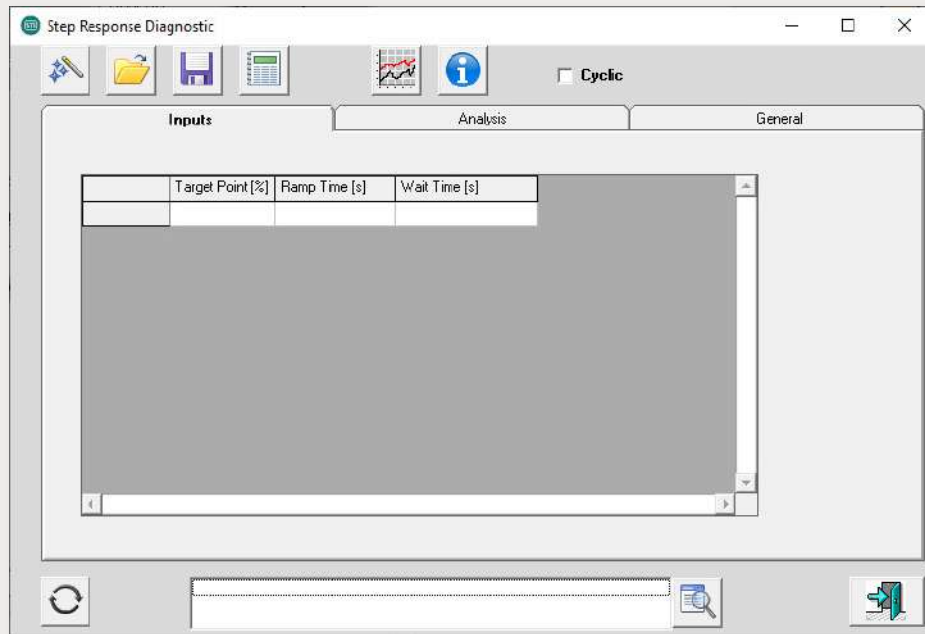 Step Response Diagnostic
Cyclic
Inputs Analysis General
Target Point [%] Ramp Time [s] Wait Time [s]